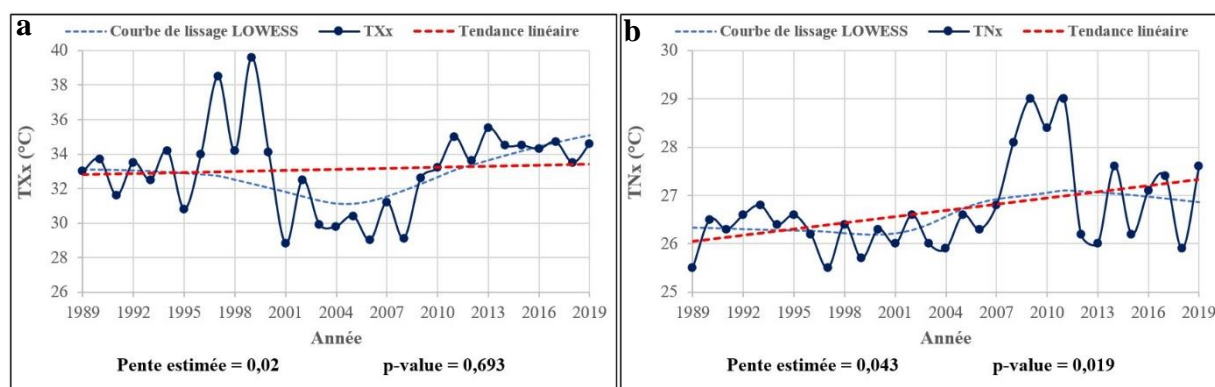 a
Courbe de lissage LOWESS TXx Tendance linéaire
40
38
36
34
32
30
28
26
TXx (°C)
1989 1992 1995 1998 2001 2004 2007 2010 2013 2016 2019
Année
Pente estimée = 0,02 p-value = 0,693
b
Courbe de lissage LOWESS TNx Tendance linéaire
30
29
28
27
26
25
TNx (°C)
1989 1992 1995 1998 2001 2004 2007 2010 2013 2016 2019
Année
Pente estimée = 0,043 p-value = 0,019